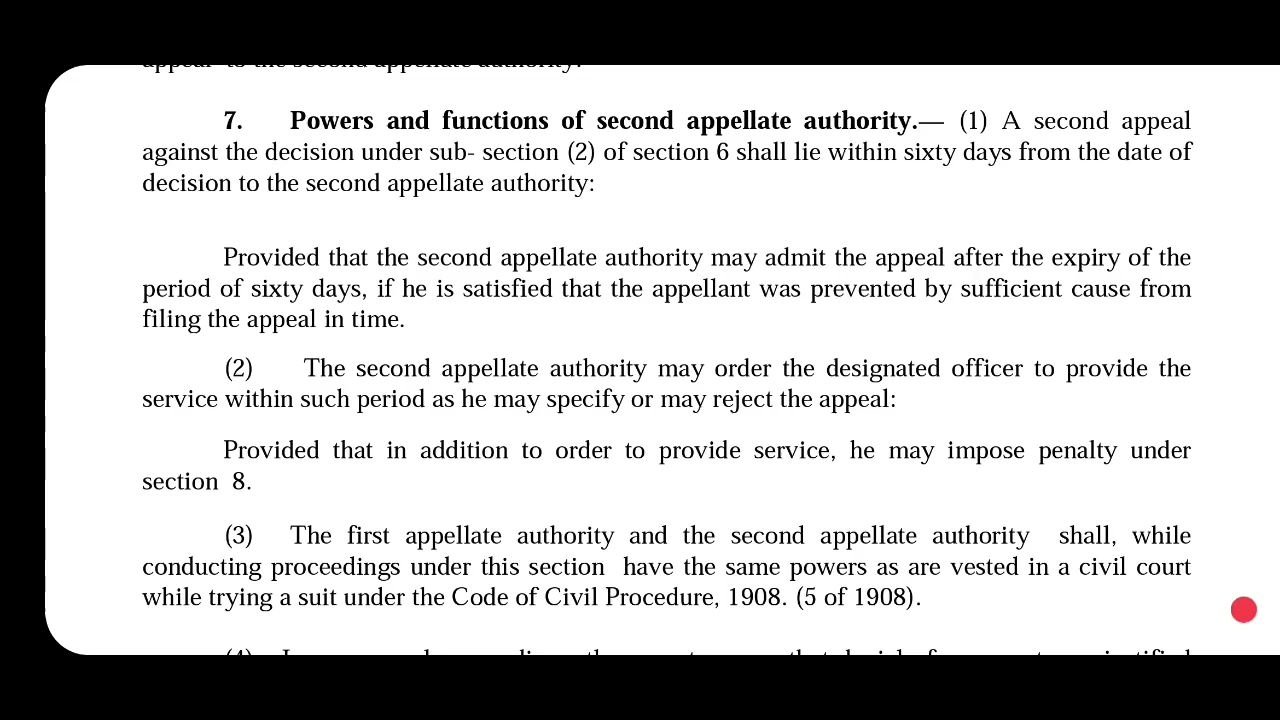 appeal to the second appellate authority.
7. Powers and functions of second appellate authority.— (1) A second appeal
against the decision under sub- section (2) of section 6 shall lie within sixty days from the date of
decision to the second appellate authority:
Provided that the second appellate authority may admit the appeal after the expiry of the
period of sixty days, if he is satisfied that the appellant was prevented by sufficient cause from
filing the appeal in time.
(2) The second appellate authority may order the designated officer to provide the
service within such period as he may specify or may reject the appeal:
Provided that in addition to order to provide service, he may impose penalty under
section 8.
(3) The first appellate authority and the second appellate authority shall, while
conducting proceedings under this section have the same powers as are vested in a civil court
while trying a suit under the Code of Civil Procedure, 1908. (5 of 1908).
(4)